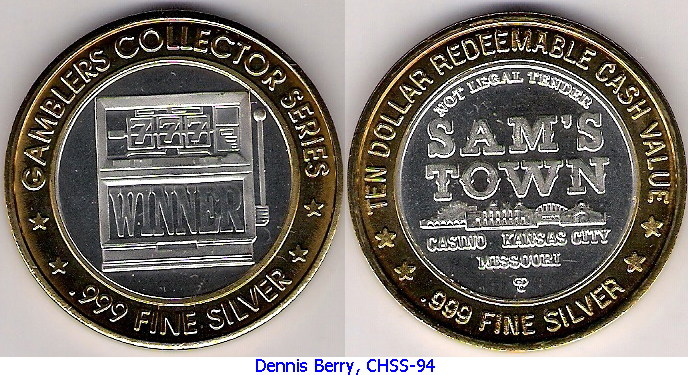 GAMBLERS COLLECTOR SERIES
777
WINNER
.999 FINE SILVER
TEN DOLLAR REDEEMABLE CASH VALUE
NOT LEGAL TENDER
SAM'S
TOWN
CASINO KANSAS CITY
MISSOURI
.999 FINE SILVER
Dennis Berry, CHSS-94